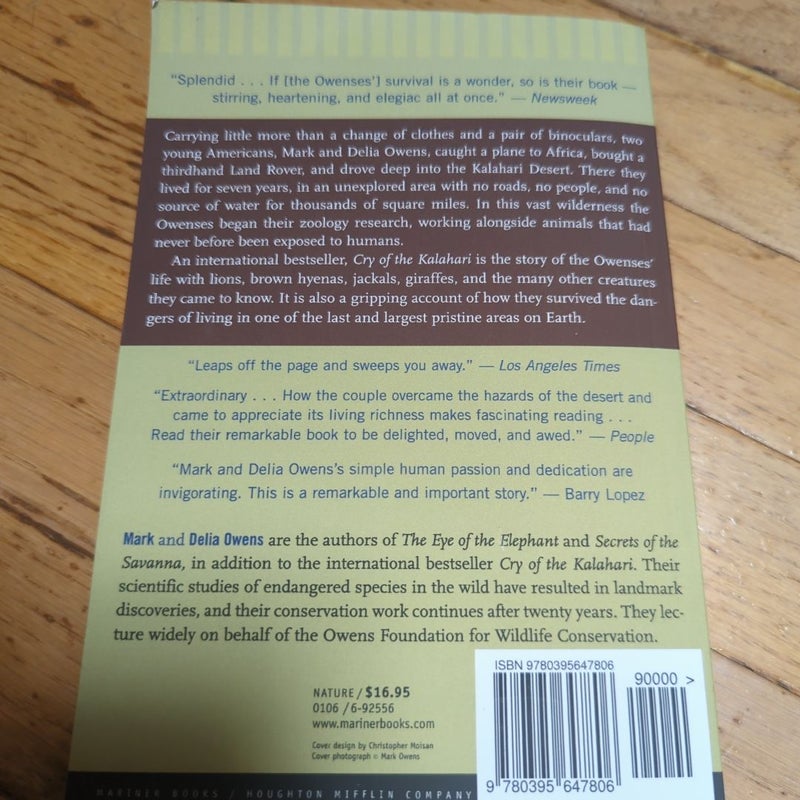 “Splendid . . . If [the Owenses’] survival is a wonder, so is their book —
stirring, heartening, and elegiac all at once.” — Newsweek
Carrying little more than a change of clothes and a pair of binoculars, two
young Americans, Mark and Delia Owens, caught a plane to Africa, bought a
thirdhand Land Rover, and drove deep into the Kalahari Desert. There they
lived for seven years, in an unexplored area with no roads, no people, and no
source of water for thousands of square miles. In this vast wilderness the
Owenses began their zoology research, working alongside animals that had
never before been exposed to humans.
An international bestseller, Cry of the Kalahari is the story of the Owenses’
life with lions, brown hyenas, jackals, giraffes, and the many other creatures
they came to know. It is also a gripping account of how they survived the dan-
gers of living in one of the last and largest pristine areas on Earth.
“Leaps off the page and sweeps you away.” — Los Angeles Times
“Extraordinary . . . How the couple overcame the hazards of the desert and
came to appreciate its living richness makes fascinating reading . . .
Read their remarkable book to be delighted, moved, and awed.” — People
“Mark and Delia Owens’s simple human passion and dedication are
invigorating. This is a remarkable and important story.” — Barry Lopez
Mark and Delia Owens are the authors of The Eye of the Elephant and Secrets of the
Savanna, in addition to the international bestseller Cry of the Kalahari. Their
scientific studies of endangered species in the wild have resulted in landmark
discoveries, and their conservation work continues after twenty years. They lec-
ture widely on behalf of the Owens Foundation for Wildlife Conservation.
NATURE / $16.95
0106 / 6-92556
www.marinerbooks.com
Cover design by Christopher Moisan
Cover photograph © Mark Owens
ISBN 9780395647806
90000 >
9 780395 647806
MARINER BOOKS / HOUGHTON MIFFLIN COMPANY